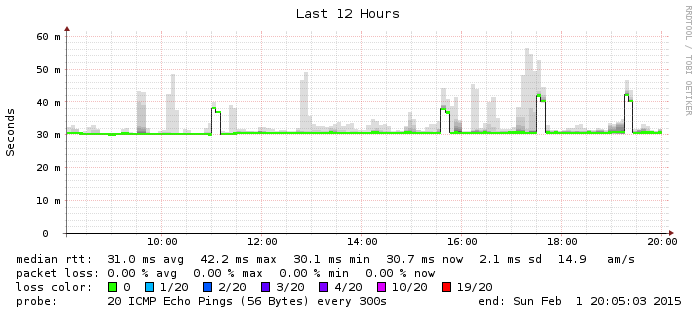 Last 12 Hours
RRDTOOL / TOBI OETIKER
Seconds
60 m
50 m
40 m
30 m
20 m
10 m
0
10:00 12:00 14:00 16:00 18:00 20:00
median rtt: 31.0 ms avg 42.2 ms max 30.1 ms min 30.7 ms now 2.1 ms sd 14.9 am/s
packet loss: 0.00 % avg 0.00 % max 0.00 % min 0.00 % now
loss color: 0 1/20 2/20 3/20 4/20 10/20 19/20
probe: 20 ICMP Echo Pings (56 Bytes) every 300s end: Sun Feb 1 20:05:03 2015